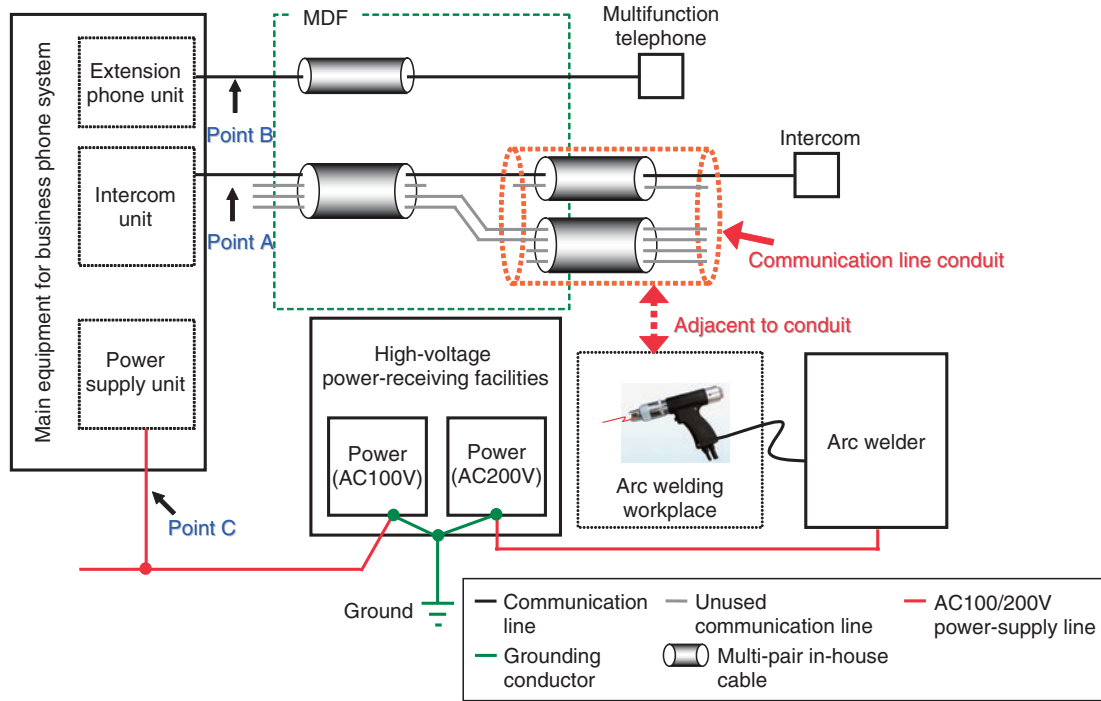 Main equipment for business phone system
Extension
phone unit
Point B
Intercom
unit
Point A
Power
supply unit
Point C
MDF
Multifunction
telephone
Intercom
Communication line conduit
Adjacent to conduit
High-voltage
power-receiving facilities
Power
(AC100V)
Power
(AC200V)
Ground
Arc welding
workplace
Arc welder
Communication
line
Unused
communication line
AC100/200V
power-supply line
Grounding
conductor
Multi-pair in-house
cable